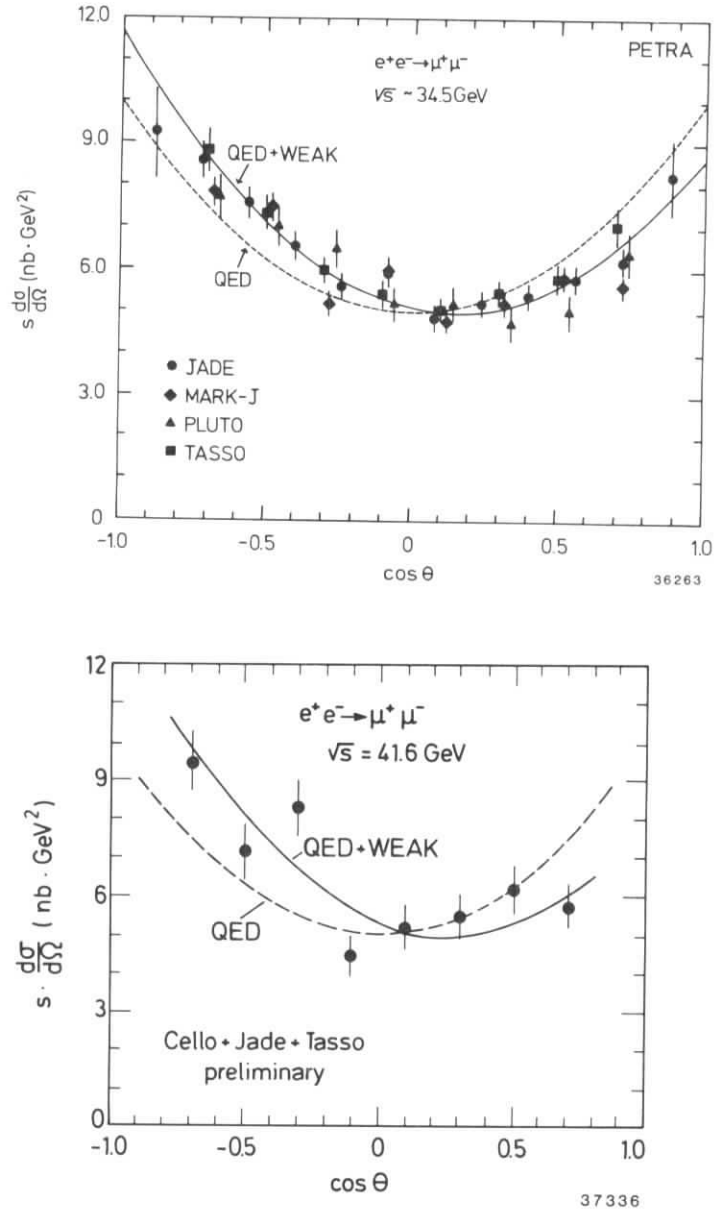 12.0
9.0
6.0
3.0
0
s dσ/dΩ (nb·GeV²)
PETRA
e⁺e⁻→μ⁺μ⁻
√s ~ 34.5 GeV
QED+WEAK
QED
JADE
MARK-J
PLUTO
TASSO
-1.0 -0.5 0 0.5 1.0
cos θ
36263
12
9
6
3
0
s · dσ/dΩ (nb·GeV²)
e⁺e⁻→μ⁺μ⁻
√s = 41.6 GeV
QED+WEAK
QED
Cello + Jade + Tasso
preliminary
-1.0 -0.5 0 0.5 1.0
cos θ
37336